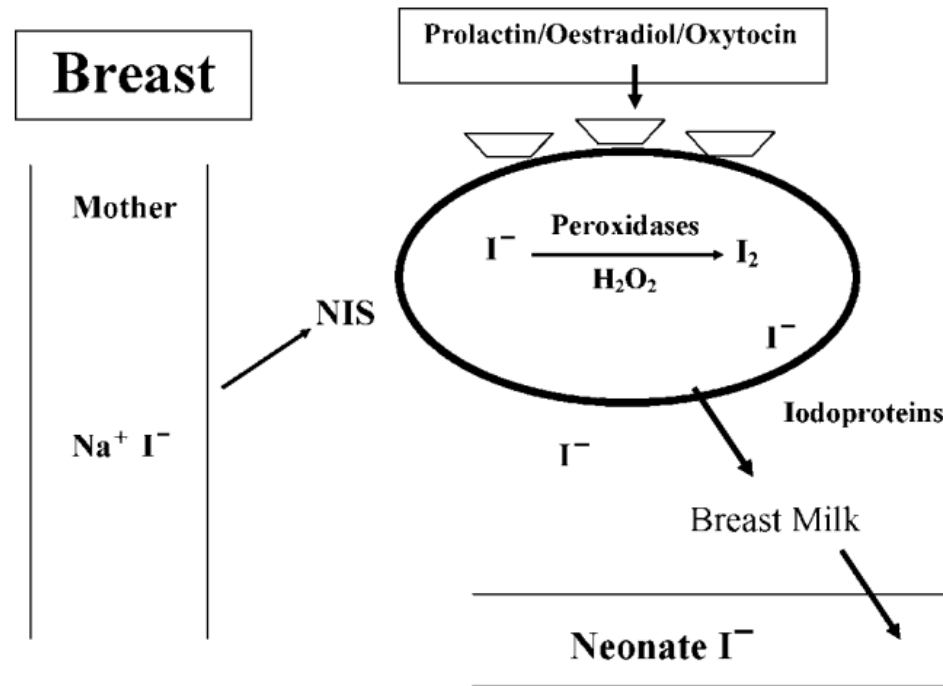 Breast
Prolactin/Oestradiol/Oxytocin
Mother
Peroxidases
I⁻
I₂
H₂O₂
NIS
I⁻
Iodoproteins
Na⁺ I⁻
I⁻
Breast Milk
Neonate I⁻